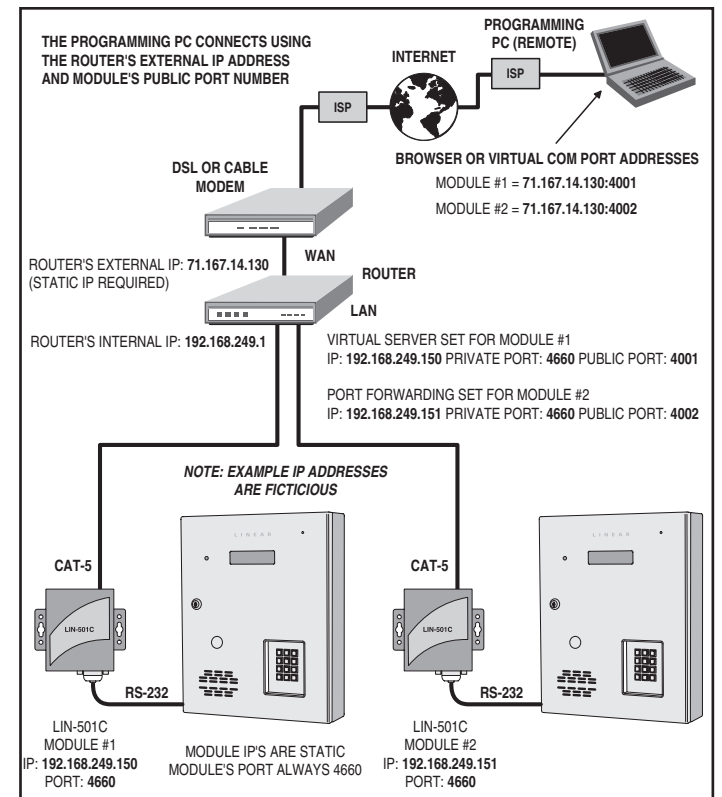 THE PROGRAMMING PC CONNECTS USING
THE ROUTER'S EXTERNAL IP ADDRESS
AND MODULE'S PUBLIC PORT NUMBER
PROGRAMMING
PC (REMOTE)
INTERNET
ISP
ISP
BROWSER OR VIRTUAL COM PORT ADDRESSES
MODULE #1 = 71.167.14.130:4001
MODULE #2 = 71.167.14.130:4002
DSL OR CABLE
MODEM
WAN
ROUTER'S EXTERNAL IP: 71.167.14.130
(STATIC IP REQUIRED)
ROUTER
LAN
ROUTER'S INTERNAL IP: 192.168.249.1
VIRTUAL SERVER SET FOR MODULE #1
IP: 192.168.249.150 PRIVATE PORT: 4660 PUBLIC PORT: 4001
PORT FORWARDING SET FOR MODULE #2
IP: 192.168.249.151 PRIVATE PORT: 4660 PUBLIC PORT: 4002
NOTE: EXAMPLE IP ADDRESSES
ARE FICTICIOUS
CAT-5
LINEAR
LIN-501C
RS-232
CAT-5
LINEAR
LIN-501C
RS-232
LIN-501C
MODULE #1
IP: 192.168.249.150
PORT: 4660
MODULE IP'S ARE STATIC
MODULE'S PORT ALWAYS 4660
LIN-501C
MODULE #2
IP: 192.168.249.151
PORT: 4660